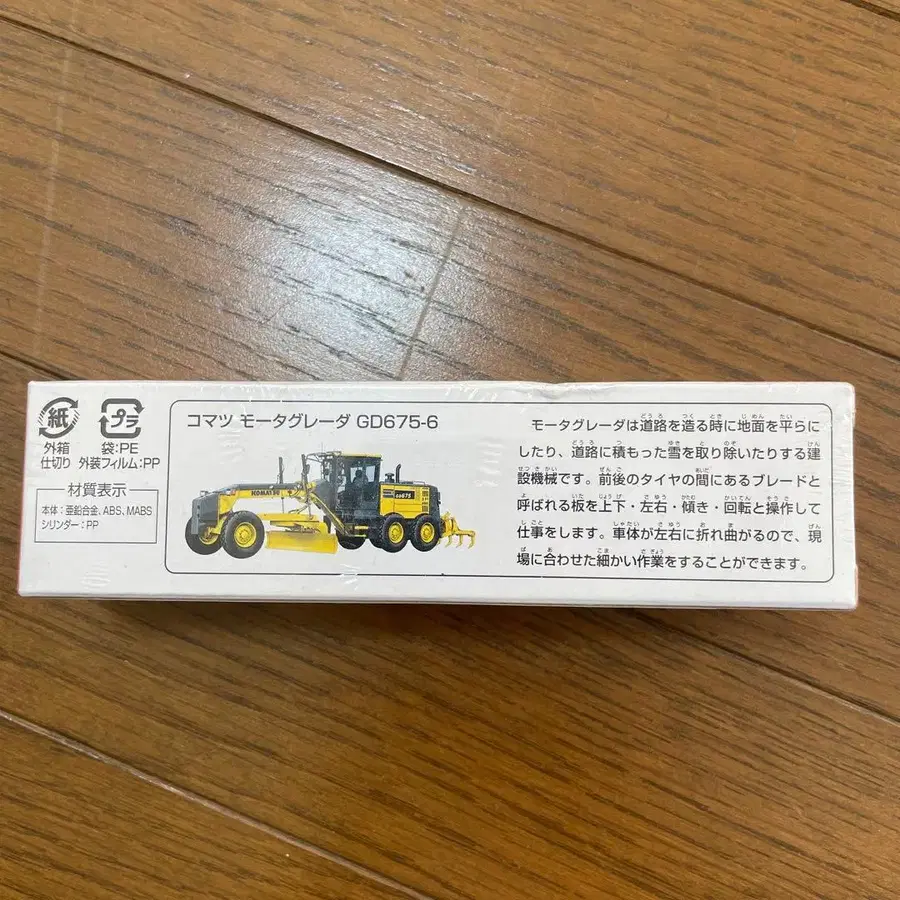 紙
外箱
仕切り
プラ
袋:PE
外装フィルム:PP
材質表示
本体:亜鉛合金、ABS、MABS
シリンダー:PP
コマツ モータグレーダ GD675-6
KOMATSU
GD675
モータグレーダは道路を造る時に地面を平らに
したり、道路に積もった雪を取り除いたりする建
設機械です。前後のタイヤの間にあるブレードと
呼ばれる板を上下・左右・傾き・回転と操作して
仕事をします。車体が左右に折れ曲がるので、現
場に合わせた細かい作業をすることができます。